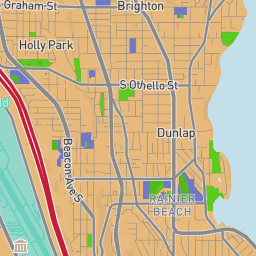 S Graham St
Brighton
Holly Park
S Othello St
Dunlap
Beacon Ave S
RAINIER
BEACH